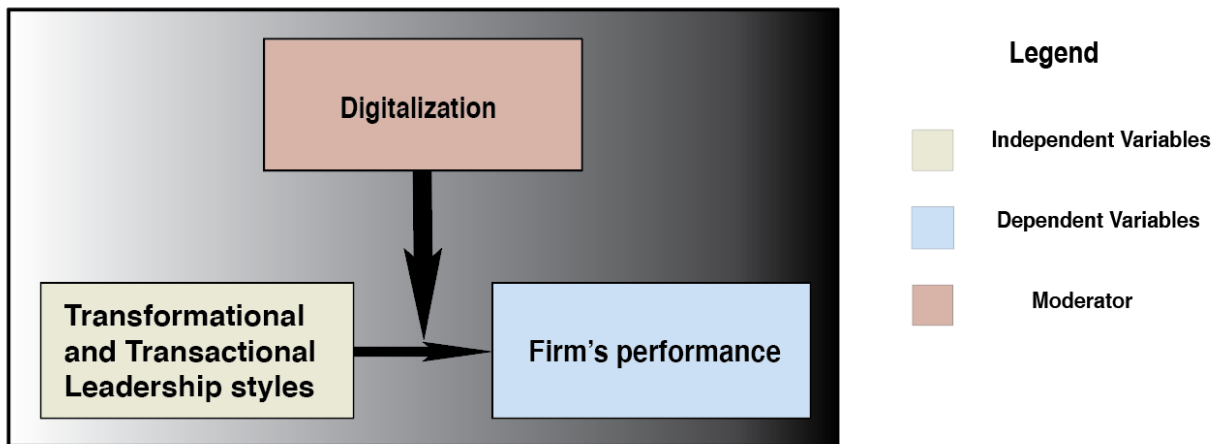 Digitalization
Transformational
and Transactional
Leadership styles
Firm's performance
Legend
Independent Variables
Dependent Variables
Moderator